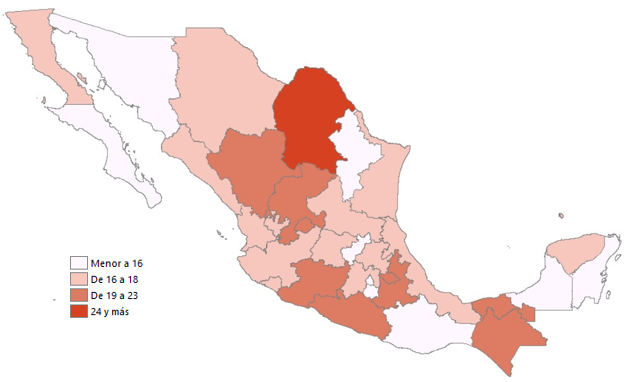 Menor a 16
De 16 a 18
De 19 a 23
24 y más